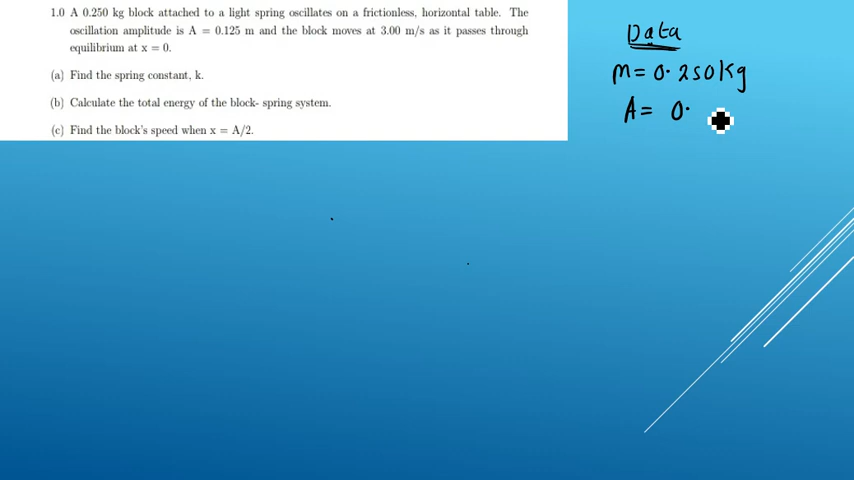 1.0 A 0.250 kg block attached to a light spring oscillates on a frictionless, horizontal table. The
oscillation amplitude is A = 0.125 m and the block moves at 3.00 m/s as it passes through
equilibrium at x = 0.
(a) Find the spring constant, k.
(b) Calculate the total energy of the block- spring system.
(c) Find the block's speed when x = A/2.
Data
m= 0.250kg
A= 0.